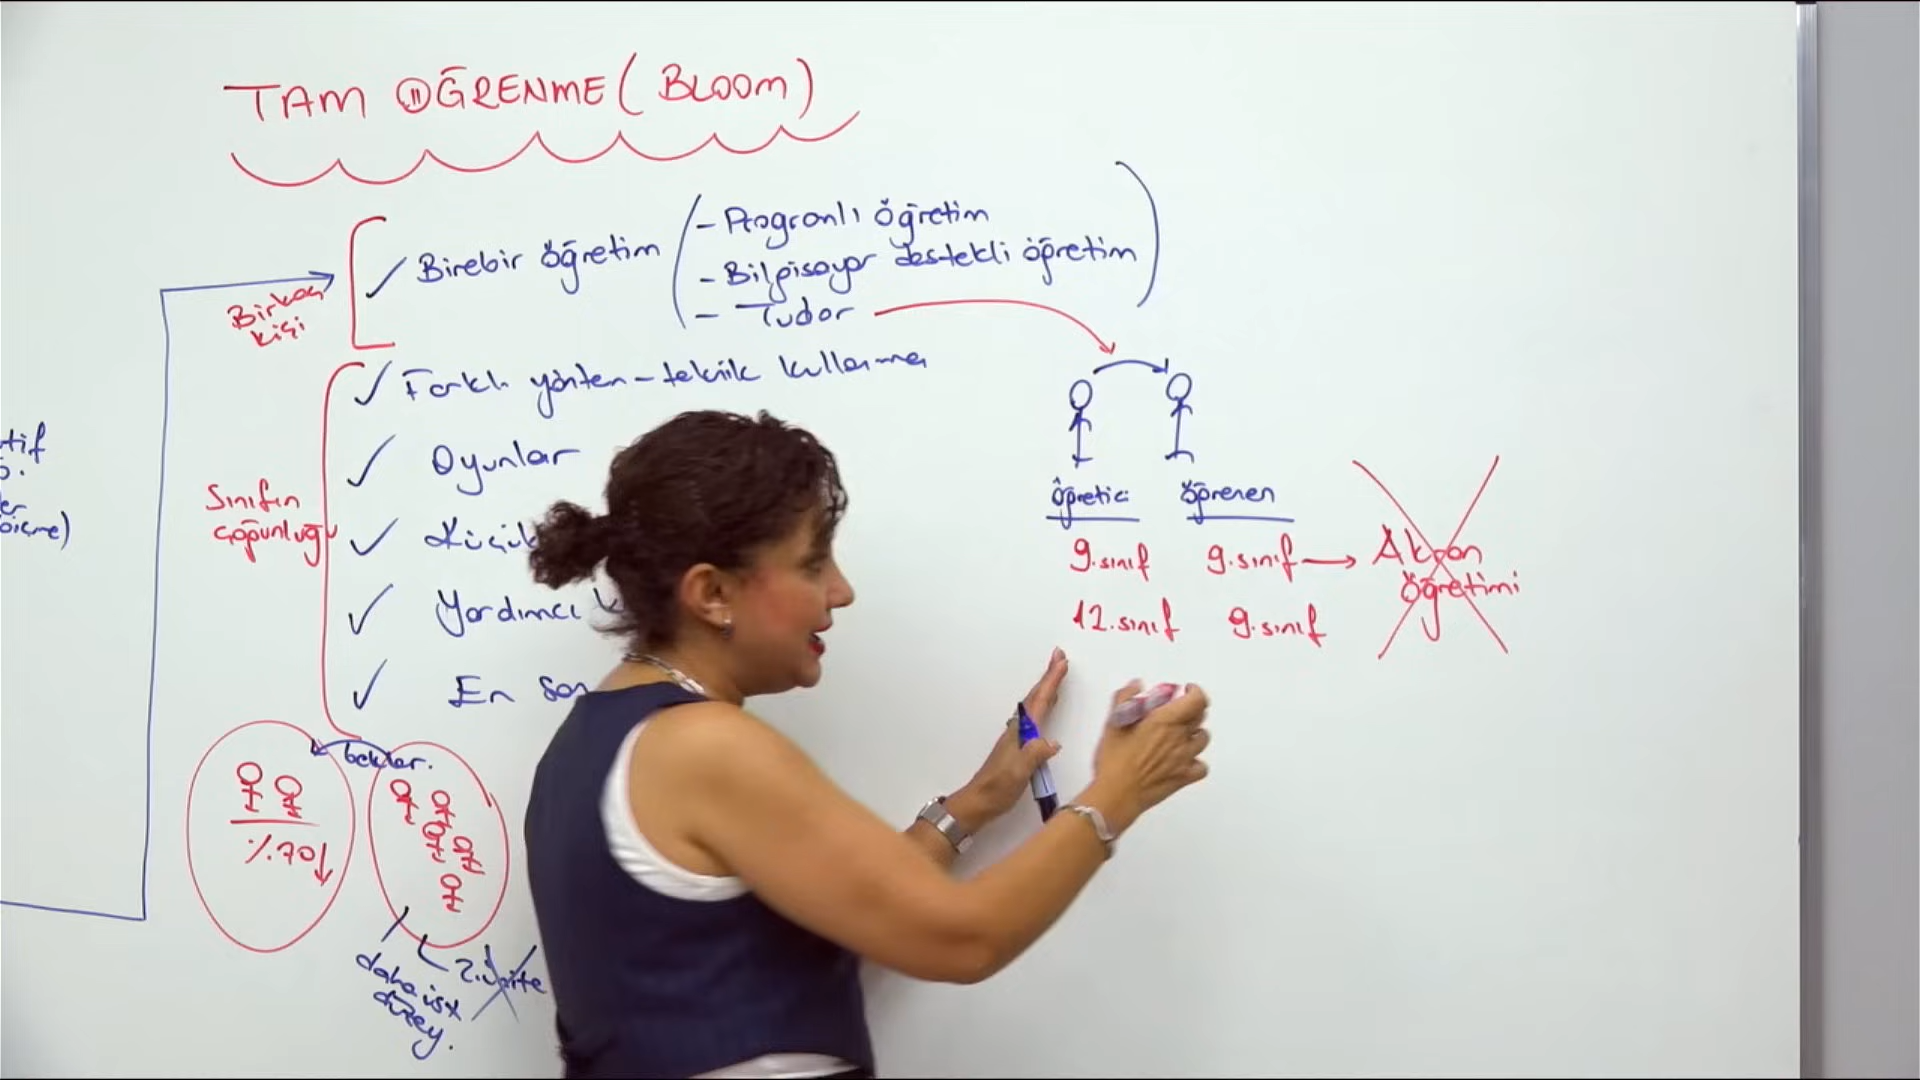 TAM ÖĞRENME (BLOOM)
Birkaç
kişi
Birebir öğretim
- Programlı öğretim
- Bilgisayar destekli öğretim
- Tudor
Farklı yöntem-teknik kullanma
Oyunlar
Küçük
Yardımcı k
En son
Sınıfın
çoğunluğu
bekler.
%70↓
2.ünite
daha üst
düzey.
öğretici öğrenen
9.sınıf 9.sınıf → Akran
öğretimi
12.sınıf 9.sınıf
tif